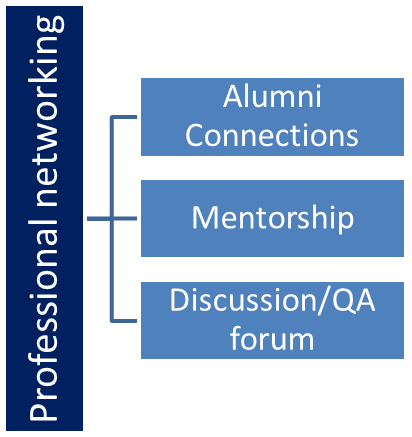 Professional networking
Alumni
Connections
Mentorship
Discussion/QA
forum